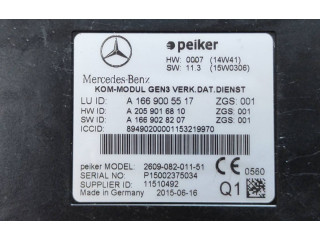 peiker
HW: 0007 (14W41)
SW: 11.3 (15W0306)
Mercedes-Benz
KOM-MODUL GEN3 VERK.DAT.DIENST
LU ID: A 166 900 55 17 ZGS: 001
HW ID: A 205 901 68 10 ZGS: 001
SW ID: A 166 902 82 07 ZGS: 001
ICCID: 89490200001153219970
peiker MODEL: 2609-082-011-51
SERIAL NO: P15002375034
SUPPLIER ID: 11510492
Made in Germany 2015-06-16
CE 0560
Q1